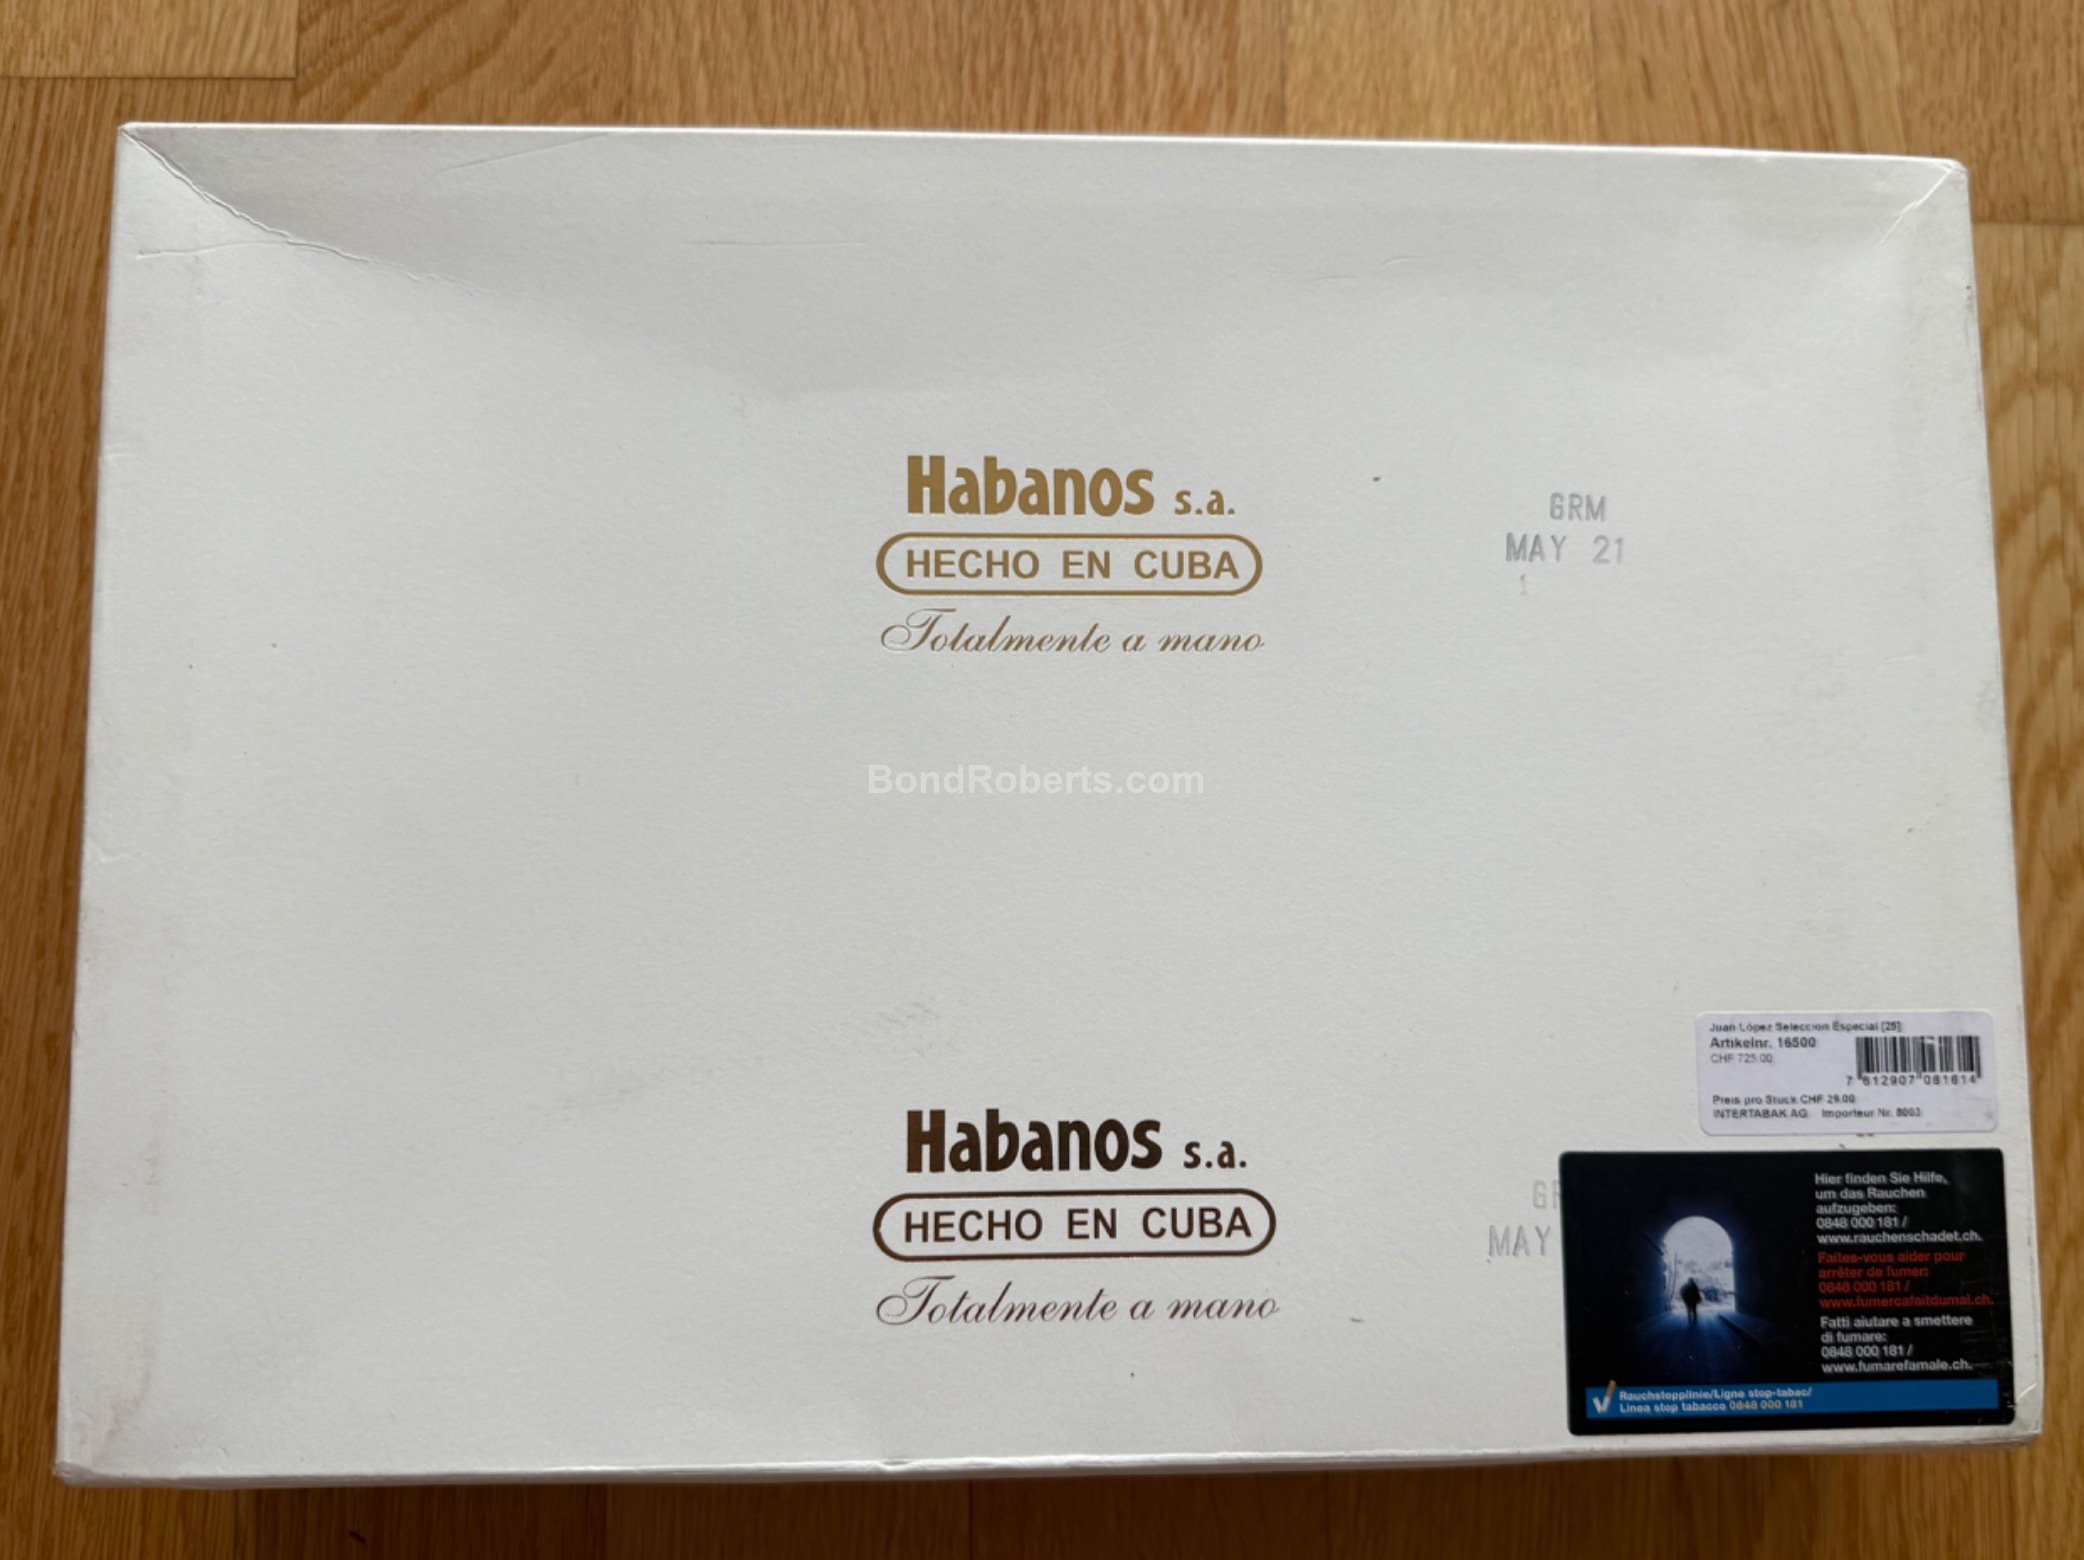 Habanos s.a.
HECHO EN CUBA
Totalmente a mano
GRM
MAY 21
BondRoberts.com
Juan López Seleccion Especial [25]
Artikelnr. 16500
CHF 725.00
7 612907 081614
Preis pro Stück CHF 29.00
INTERTABAK AG Importeur Nr. 8003
Habanos s.a.
HECHO EN CUBA
Totalmente a mano
MAY
Hier finden Sie Hilfe,
um das Rauchen
aufzugeben:
0848 000 181 /
www.rauchenschadet.ch.
Faites-vous aider pour
arrêter de fumer:
0848 000 181 /
www.fumercafaitdumal.ch.
Fatti aiutare a smettere
di fumare:
0848 000 181 /
www.fumarefamale.ch.
Rauchstopplinie/Ligne stop-tabac/
Linea stop tabacco 0848 000 181